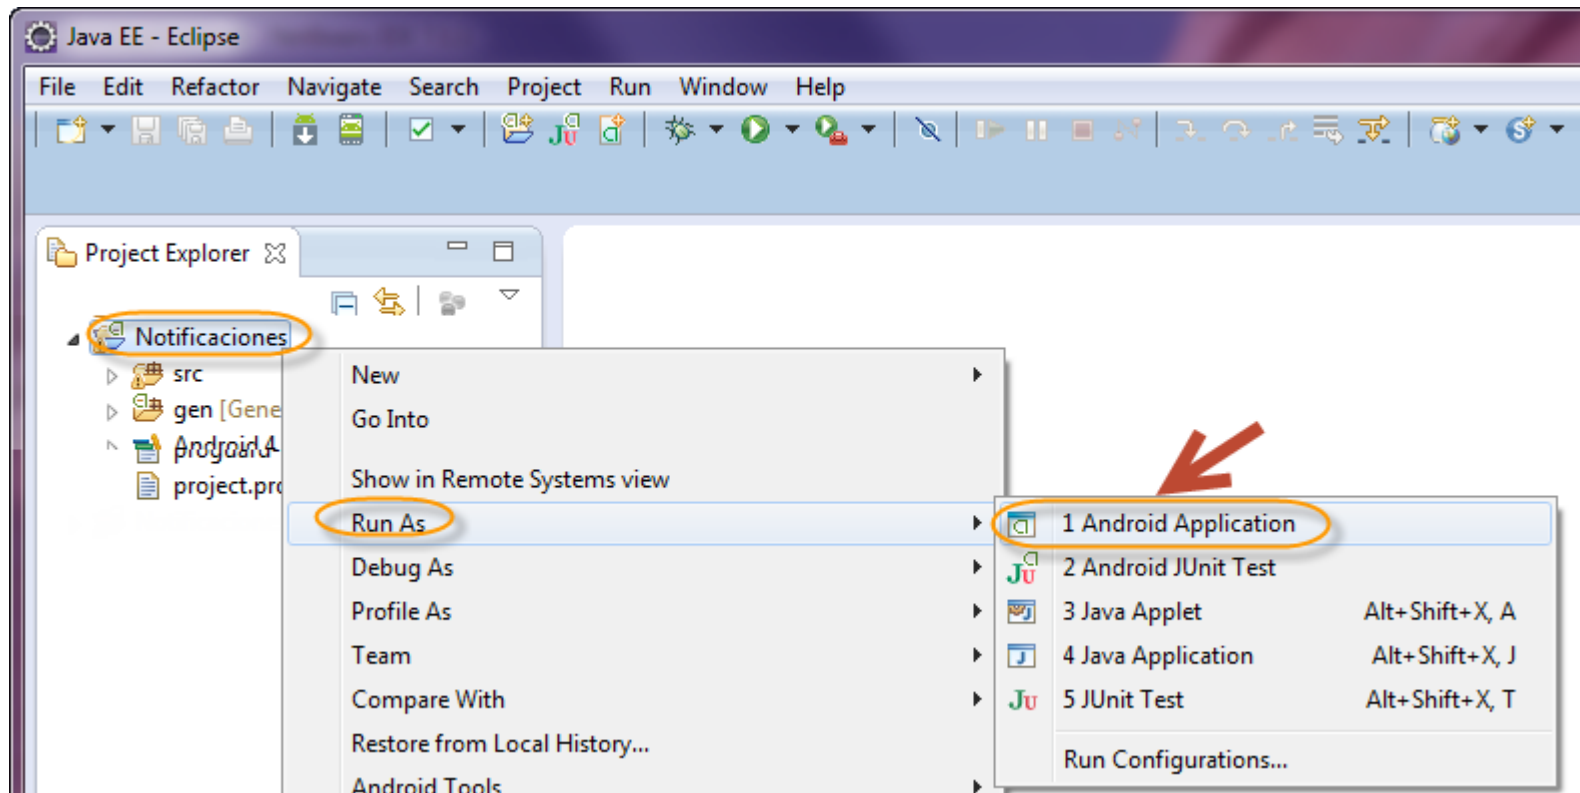 Java EE - Eclipse
File Edit Refactor Navigate Search Project Run Window Help
Project Explorer
Notificaciones
src
gen [Gene
project.pro
New
Go Into
Show in Remote Systems view
Run As
Debug As
Profile As
Team
Compare With
Restore from Local History...
Android Tools
1 Android Application
2 Android JUnit Test
3 Java Applet Alt+Shift+X, A
4 Java Application Alt+Shift+X, J
5 JUnit Test Alt+Shift+X, T
Run Configurations...